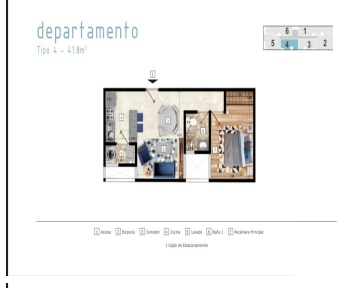 departamento
Tipo 4 - 41.8m²
6 1
5 4 3 2
1 Acceso 2 Estancia 3 Comedor 4 Cocina 5 Lavado 6 Baño 1 7 Recámara Principal
1 Cajón de Estacionamiento